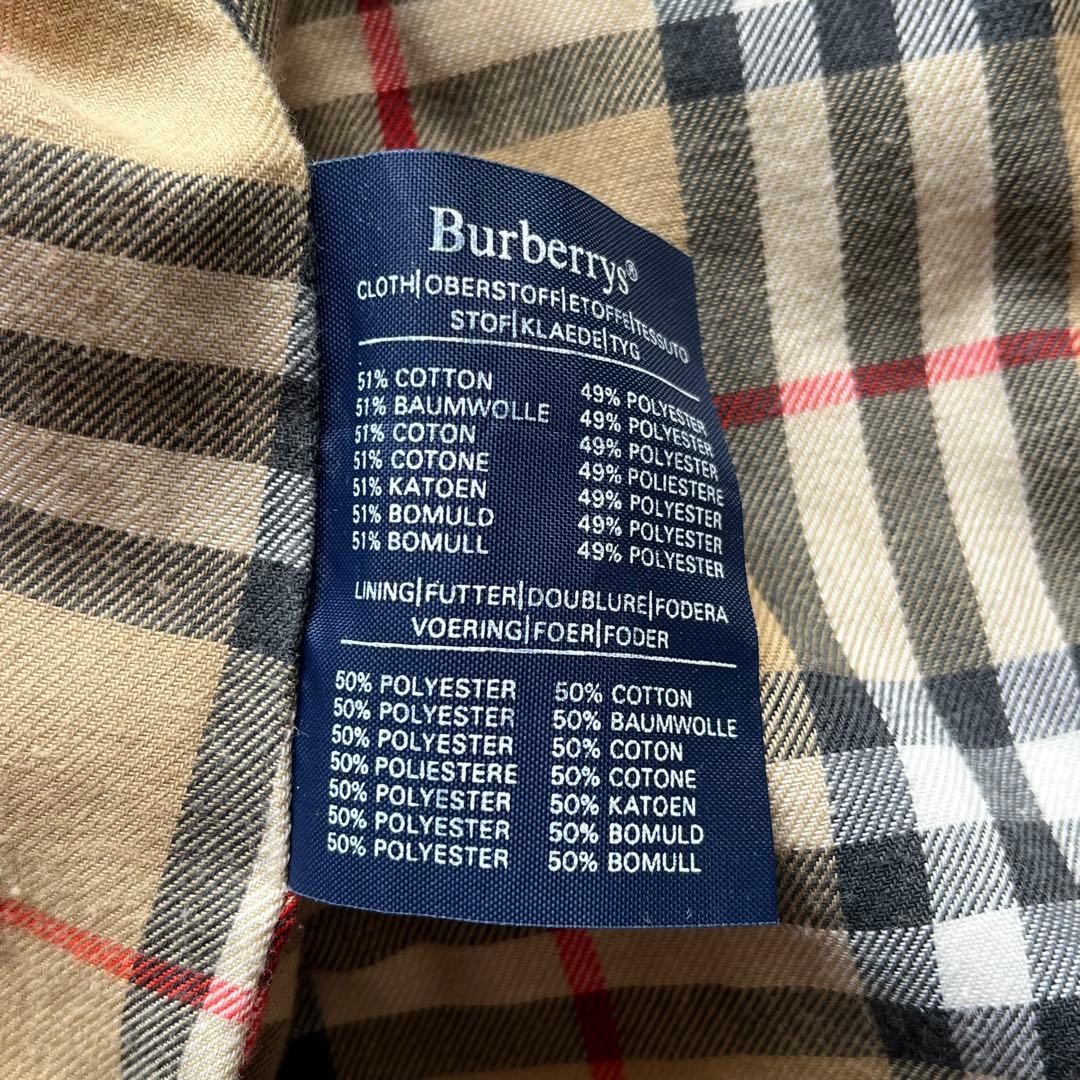 Burberrys®
CLOTH|OBERSTOFF|ETOFFE|TESSUTO
STOF|KLAEDE|TYG
51% COTTON 49% POLYESTER
51% BAUMWOLLE 49% POLYESTER
51% COTON 49% POLYESTER
51% COTONE 49% POLIESTERE
51% KATOEN 49% POLYESTER
51% BOMULD 49% POLYESTER
51% BOMULL 49% POLYESTER
LINING|FUTTER|DOUBLURE|FODERA
VOERING|FOER|FODER
50% POLYESTER 50% COTTON
50% POLYESTER 50% BAUMWOLLE
50% POLYESTER 50% COTON
50% POLIESTERE 50% COTONE
50% POLYESTER 50% KATOEN
50% POLYESTER 50% BOMULD
50% POLYESTER 50% BOMULL